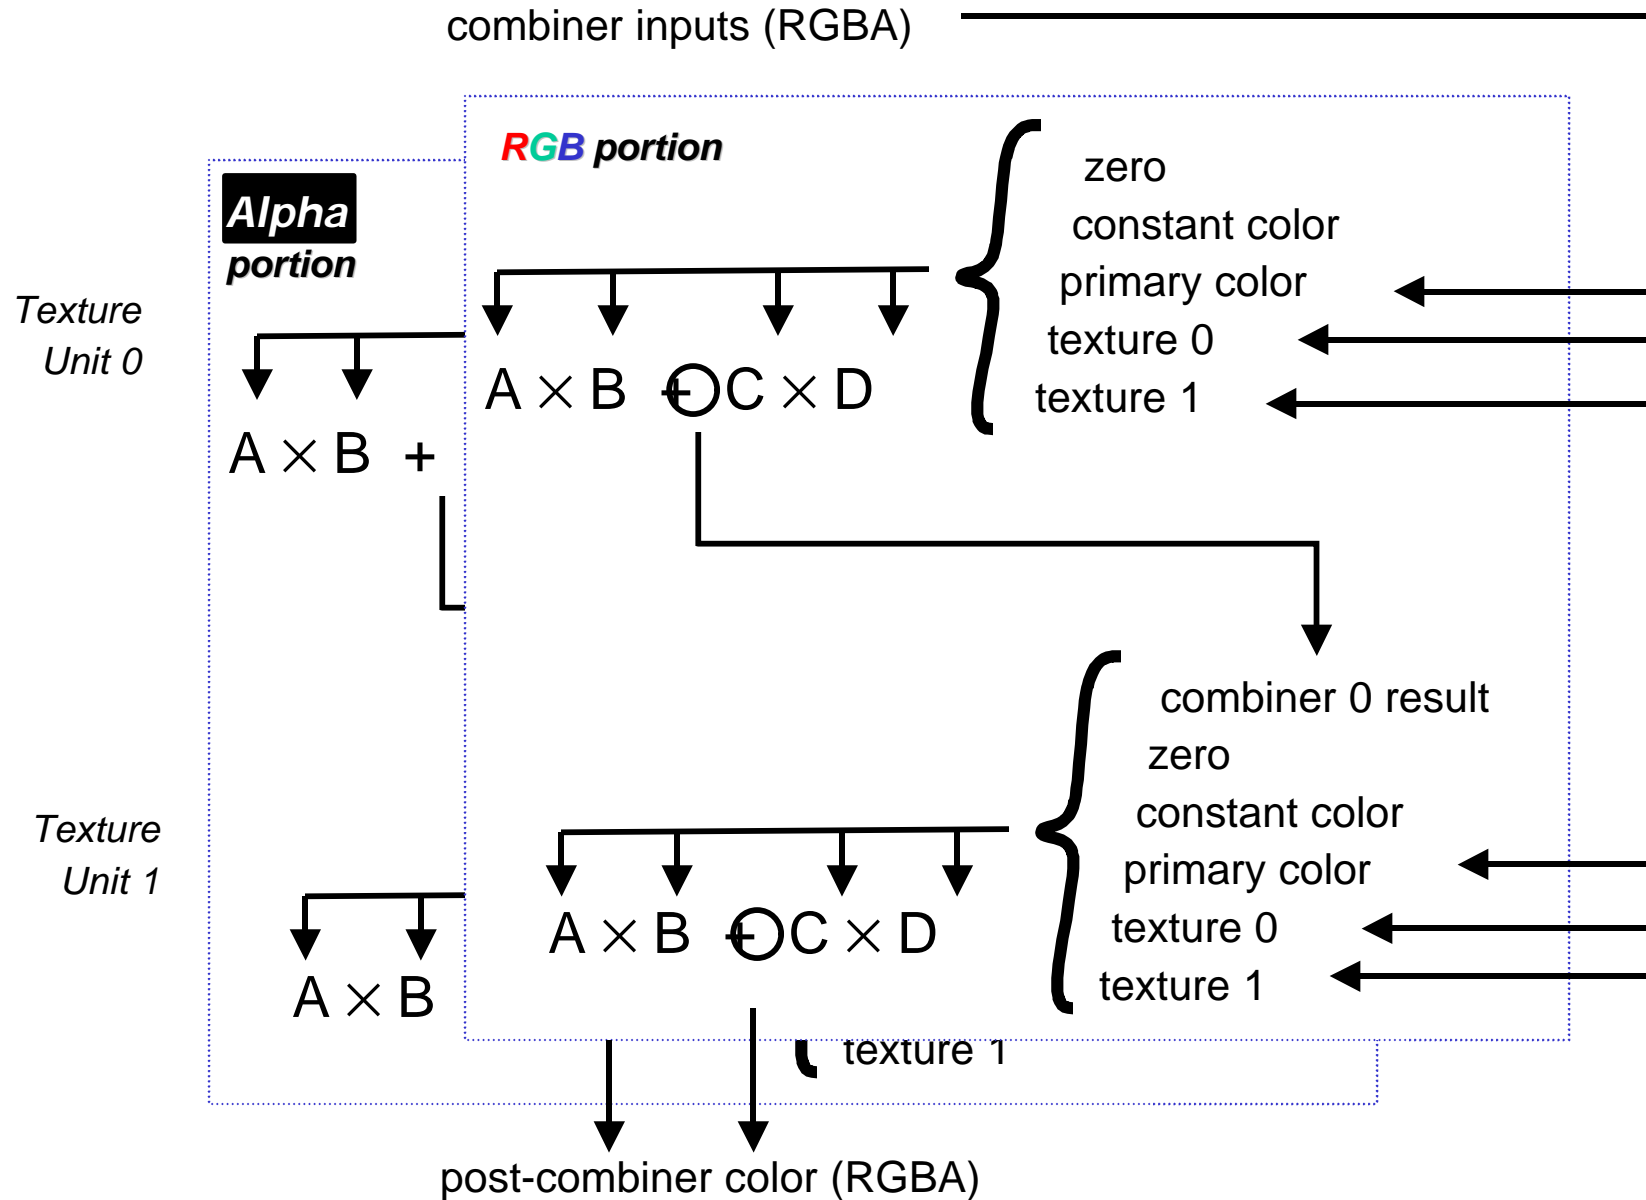 combiner inputs (RGBA)
RGB portion
Alpha
portion
zero
constant color
primary color
texture 0
texture 1
Texture
Unit 0
A × B + C × D
A × B +
combiner 0 result
zero
constant color
primary color
texture 0
texture 1
Texture
Unit 1
A × B + C × D
A × B
texture 1
post-combiner color (RGBA)